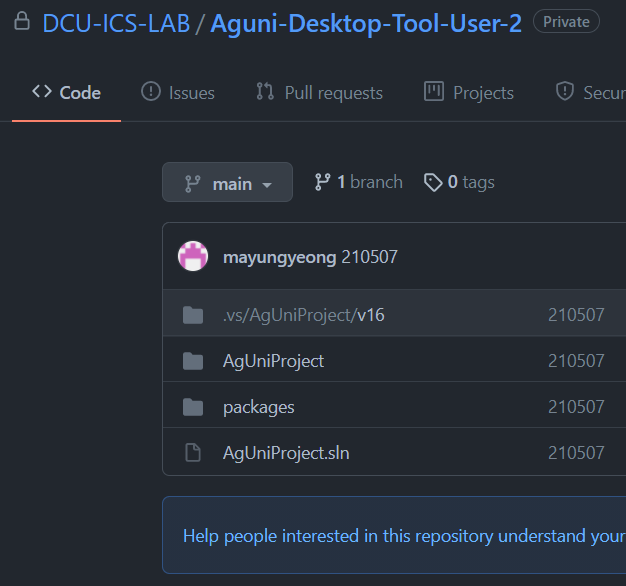 DCU-ICS-LAB / Aguni-Desktop-Tool-User-2 Private
Code Issues Pull requests Projects
main 1 branch 0 tags
mayungyeong 210507
.vs/AgUniProject/v16 210507
AgUniProject 210507
packages 210507
AgUniProject.sln 210507
Help people interested in this repository understand your